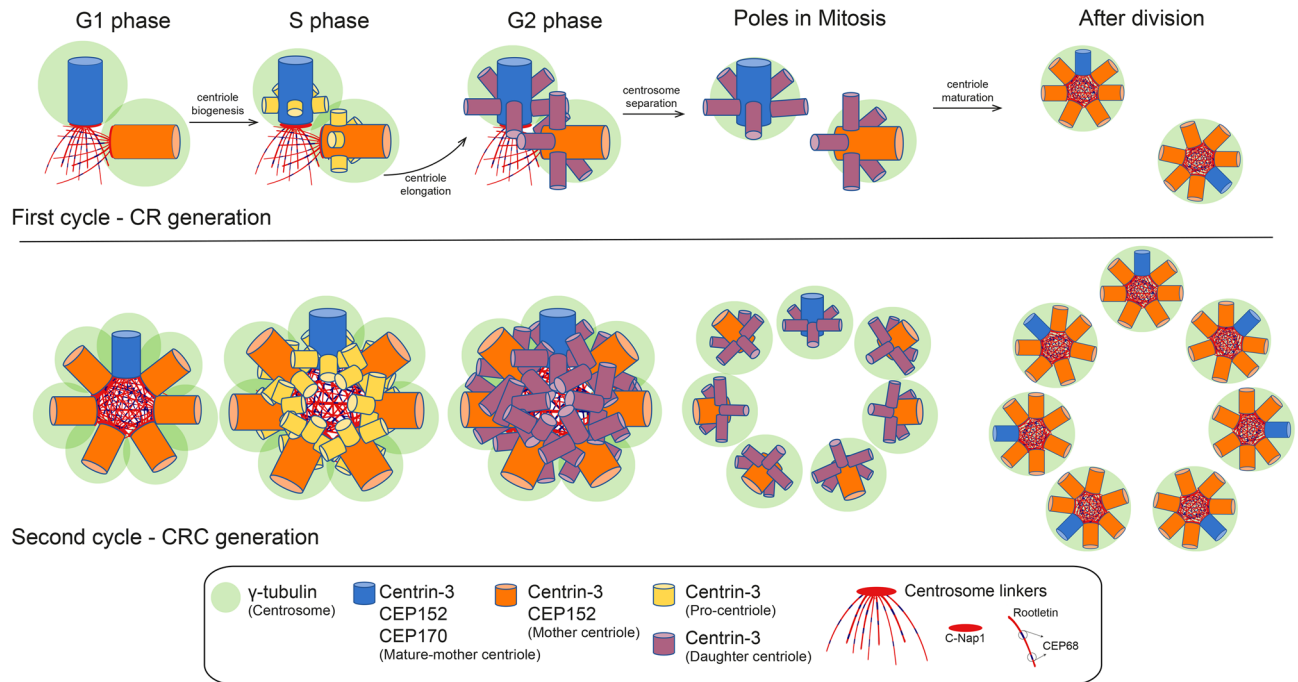 G1 phase
S phase
G2 phase
Poles in Mitosis
After division
centriole
biogenesis
centriole
elongation
centrosome
separation
centriole
maturation
First cycle - CR generation
Second cycle - CRC generation
γ-tubulin
(Centrosome)
Centrin-3
CEP152
CEP170
(Mature-mother centriole)
Centrin-3
CEP152
(Mother centriole)
Centrin-3
(Pro-centriole)
Centrin-3
(Daughter centriole)
Centrosome linkers
C-Nap1
Rootletin
CEP68